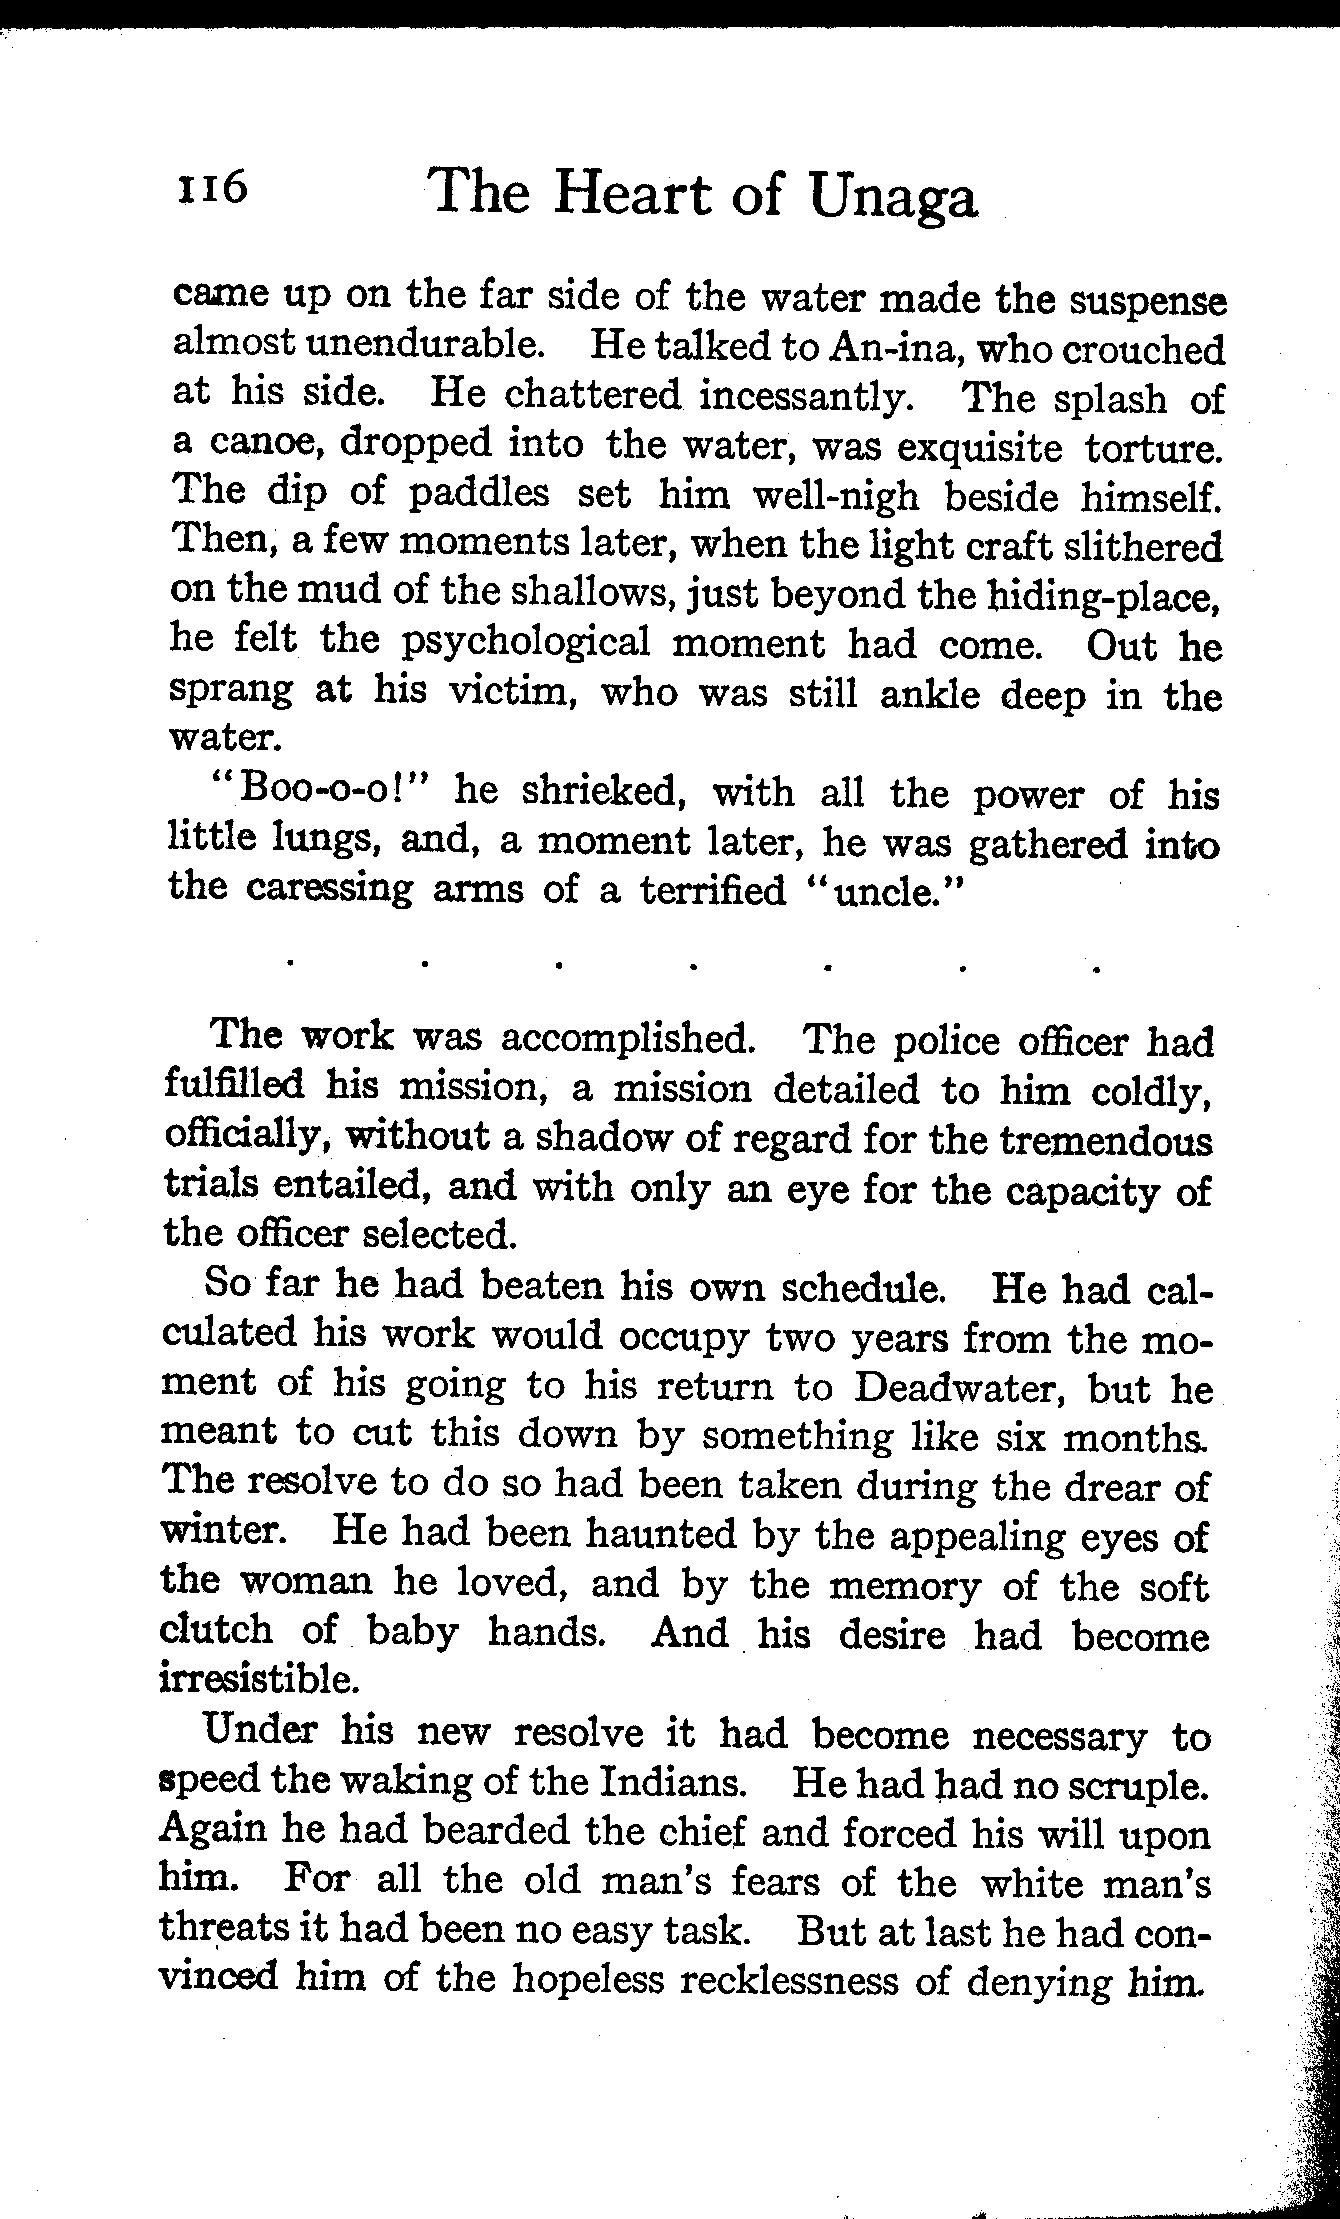 116 The Heart of Unaga
came up on the far side of the water made the suspense
almost unendurable. He talked to An-ina, who crouched
at his side. He chattered incessantly. The splash of
a canoe, dropped into the water, was exquisite torture.
The dip of paddles set him well-nigh beside himself.
Then, a few moments later, when the light craft slithered
on the mud of the shallows, just beyond the hiding-place,
he felt the psychological moment had come. Out he
sprang at his victim, who was still ankle deep in the
water.
"Boo-o-o!" he shrieked, with all the power of his
little lungs, and, a moment later, he was gathered into
the caressing arms of a terrified "uncle."
. . . . . . .
The work was accomplished. The police officer had
fulfilled his mission, a mission detailed to him coldly,
officially, without a shadow of regard for the tremendous
trials entailed, and with only an eye for the capacity of
the officer selected.
So far he had beaten his own schedule. He had cal-
culated his work would occupy two years from the mo-
ment of his going to his return to Deadwater, but he
meant to cut this down by something like six months.
The resolve to do so had been taken during the drear of
winter. He had been haunted by the appealing eyes of
the woman he loved, and by the memory of the soft
clutch of baby hands. And his desire had become
irresistible.
Under his new resolve it had become necessary to
speed the waking of the Indians. He had had no scruple.
Again he had bearded the chief and forced his will upon
him. For all the old man's fears of the white man's
threats it had been no easy task. But at last he had con-
vinced him of the hopeless recklessness of denying him.